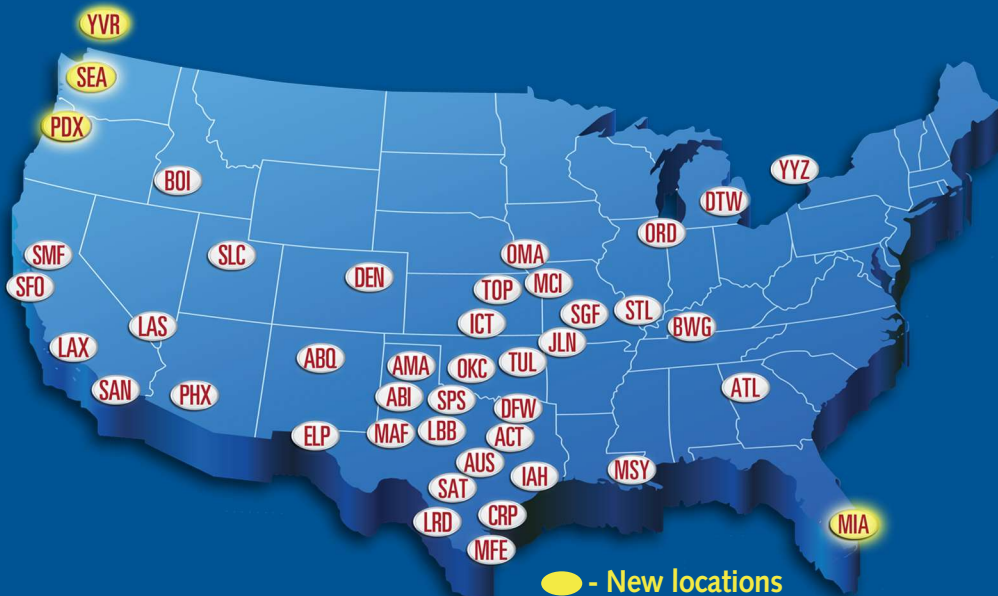 YVR
SEA
PDX
BOI
YYZ
DTW
ORD
SMF
SLC
OMA
SFO
DEN
TOP
MCI
SGF
STL
LAS
ICT
BWG
LAX
JLN
ABQ
AMA
OKC
TUL
SAN
PHX
ABI
SPS
DFW
ATL
ELP
MAF
LBB
ACT
AUS
IAH
MSY
SAT
LRD
CRP
MIA
MFE
- New locations